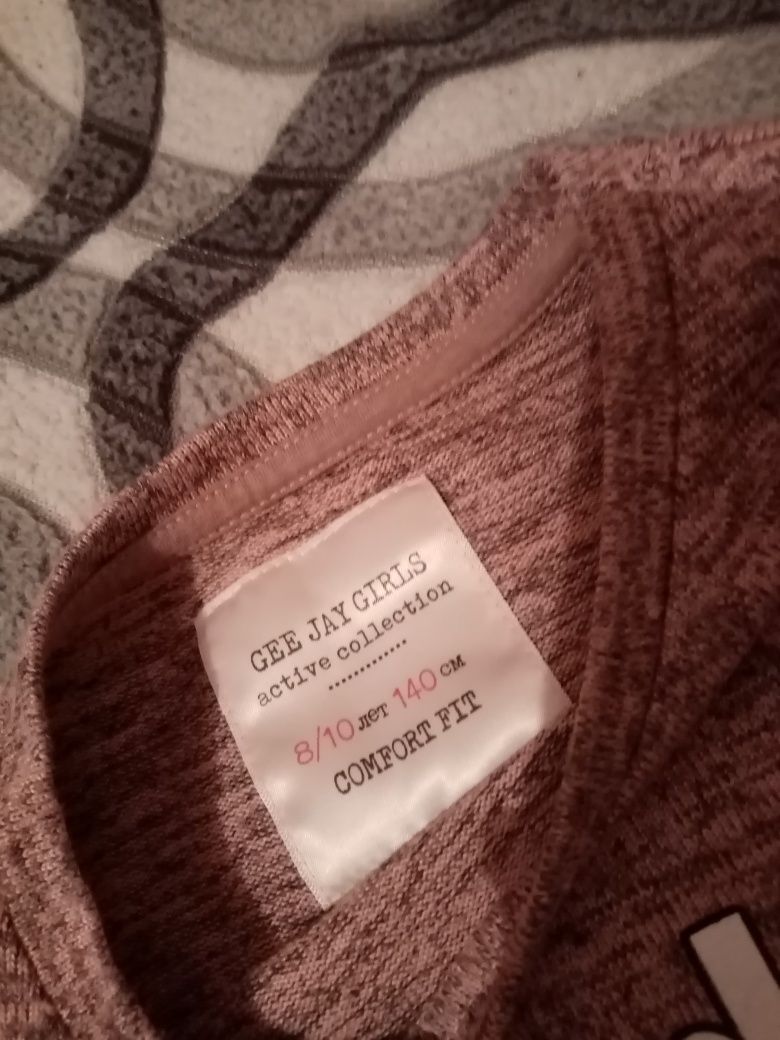 GEE JAY GIRLS
active collection
8/10 лет 140 см
COMFORT FIT